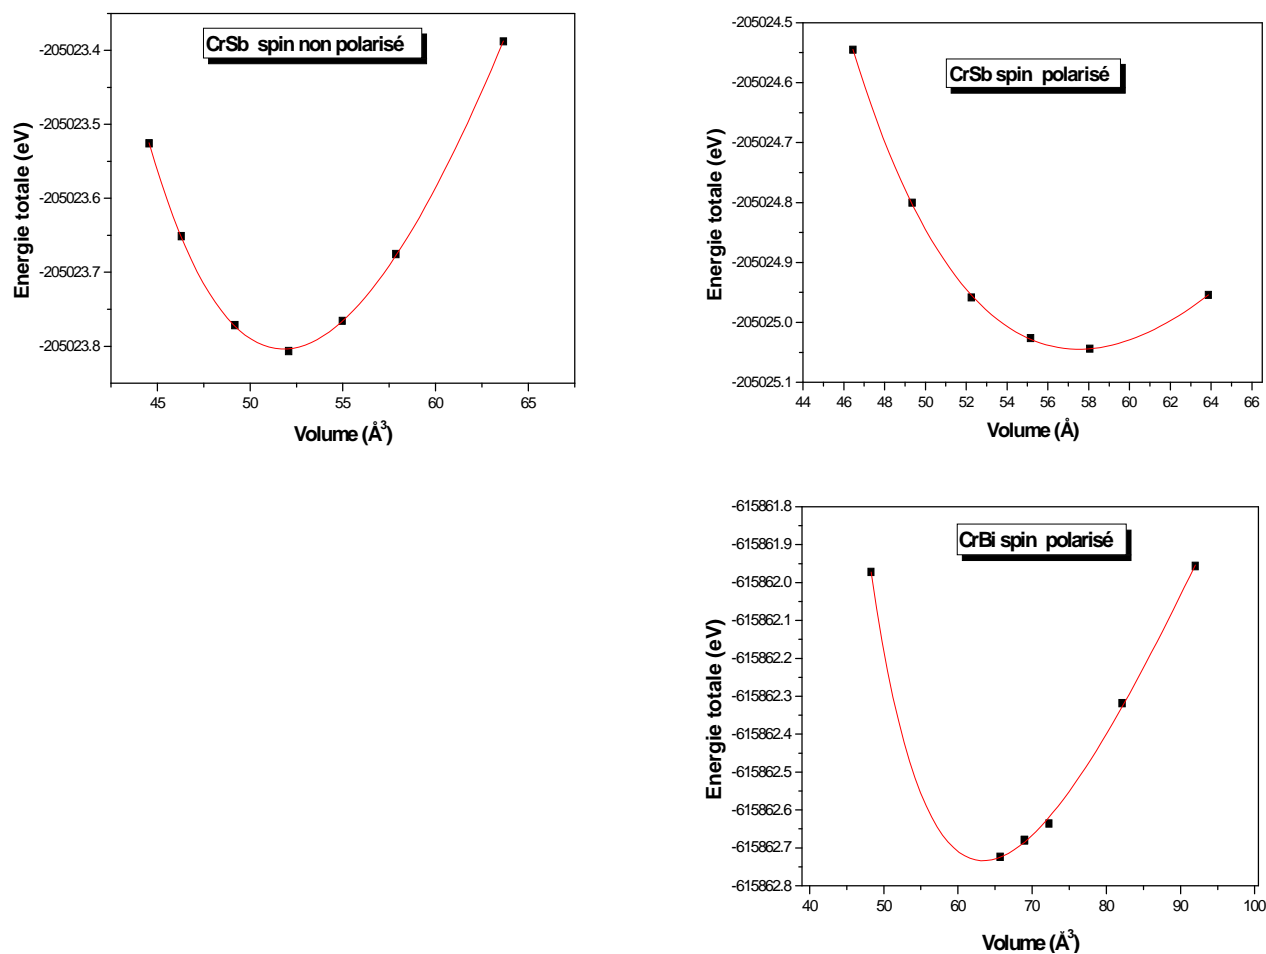 CrSb spin non polarisé
Energie totale (eV)
-205023.4
-205023.5
-205023.6
-205023.7
-205023.8
45 50 55 60 65
Volume (Å³)
CrSb spin polarisé
Energie totale (eV)
-205024.5
-205024.6
-205024.7
-205024.8
-205024.9
-205025.0
-205025.1
44 46 48 50 52 54 56 58 60 62 64 66
Volume (Å)
CrBi spin polarisé
Energie totale (eV)
-615861.8
-615861.9
-615862.0
-615862.1
-615862.2
-615862.3
-615862.4
-615862.5
-615862.6
-615862.7
-615862.8
40 50 60 70 80 90 100
Volume (Å³)